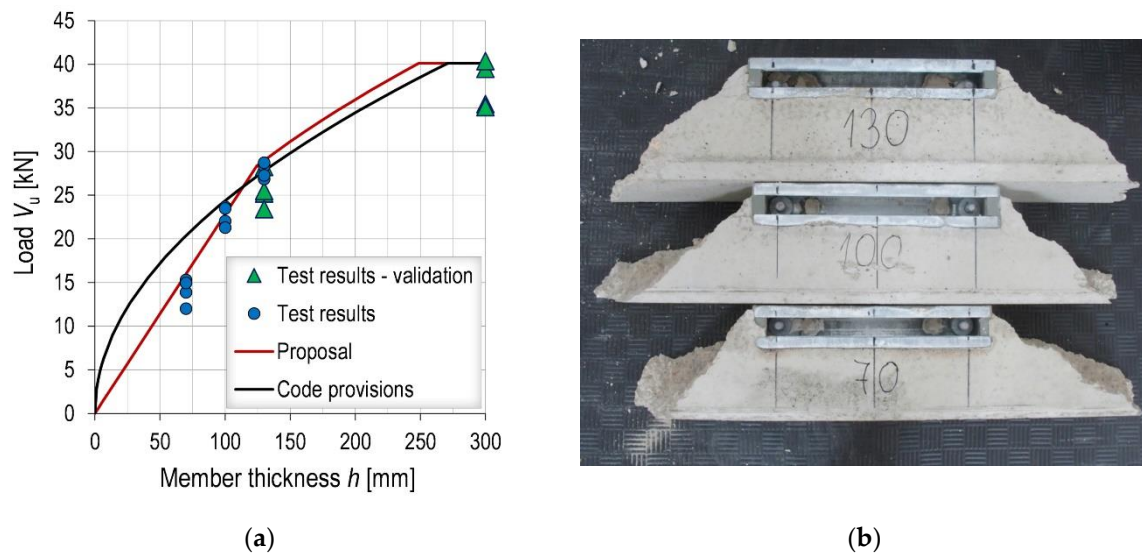 45
40
35
30
25
20
15
10
5
0
Load Vu [kN]
Test results - validation
Test results
Proposal
Code provisions
0 50 100 150 200 250 300
Member thickness h [mm]
(a)
130
100
70
(b)